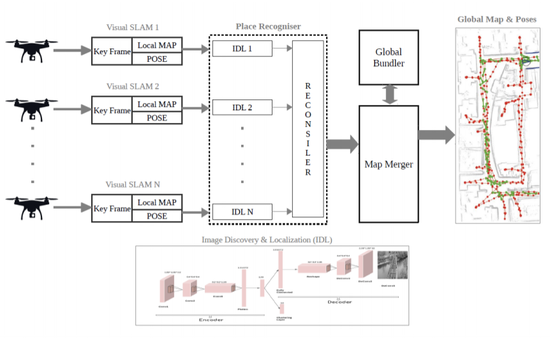 Visual SLAM 1
Key Frame
Local MAP
POSE
Visual SLAM 2
Key Frame
Local MAP
POSE
Visual SLAM N
Key Frame
Local MAP
POSE
Place Recogniser
IDL 1
IDL 2
IDL N
RECONSILER
Global Bundler
Map Merger
Global Map & Poses
Image Discovery & Localization (IDL)
Encoder
Decoder